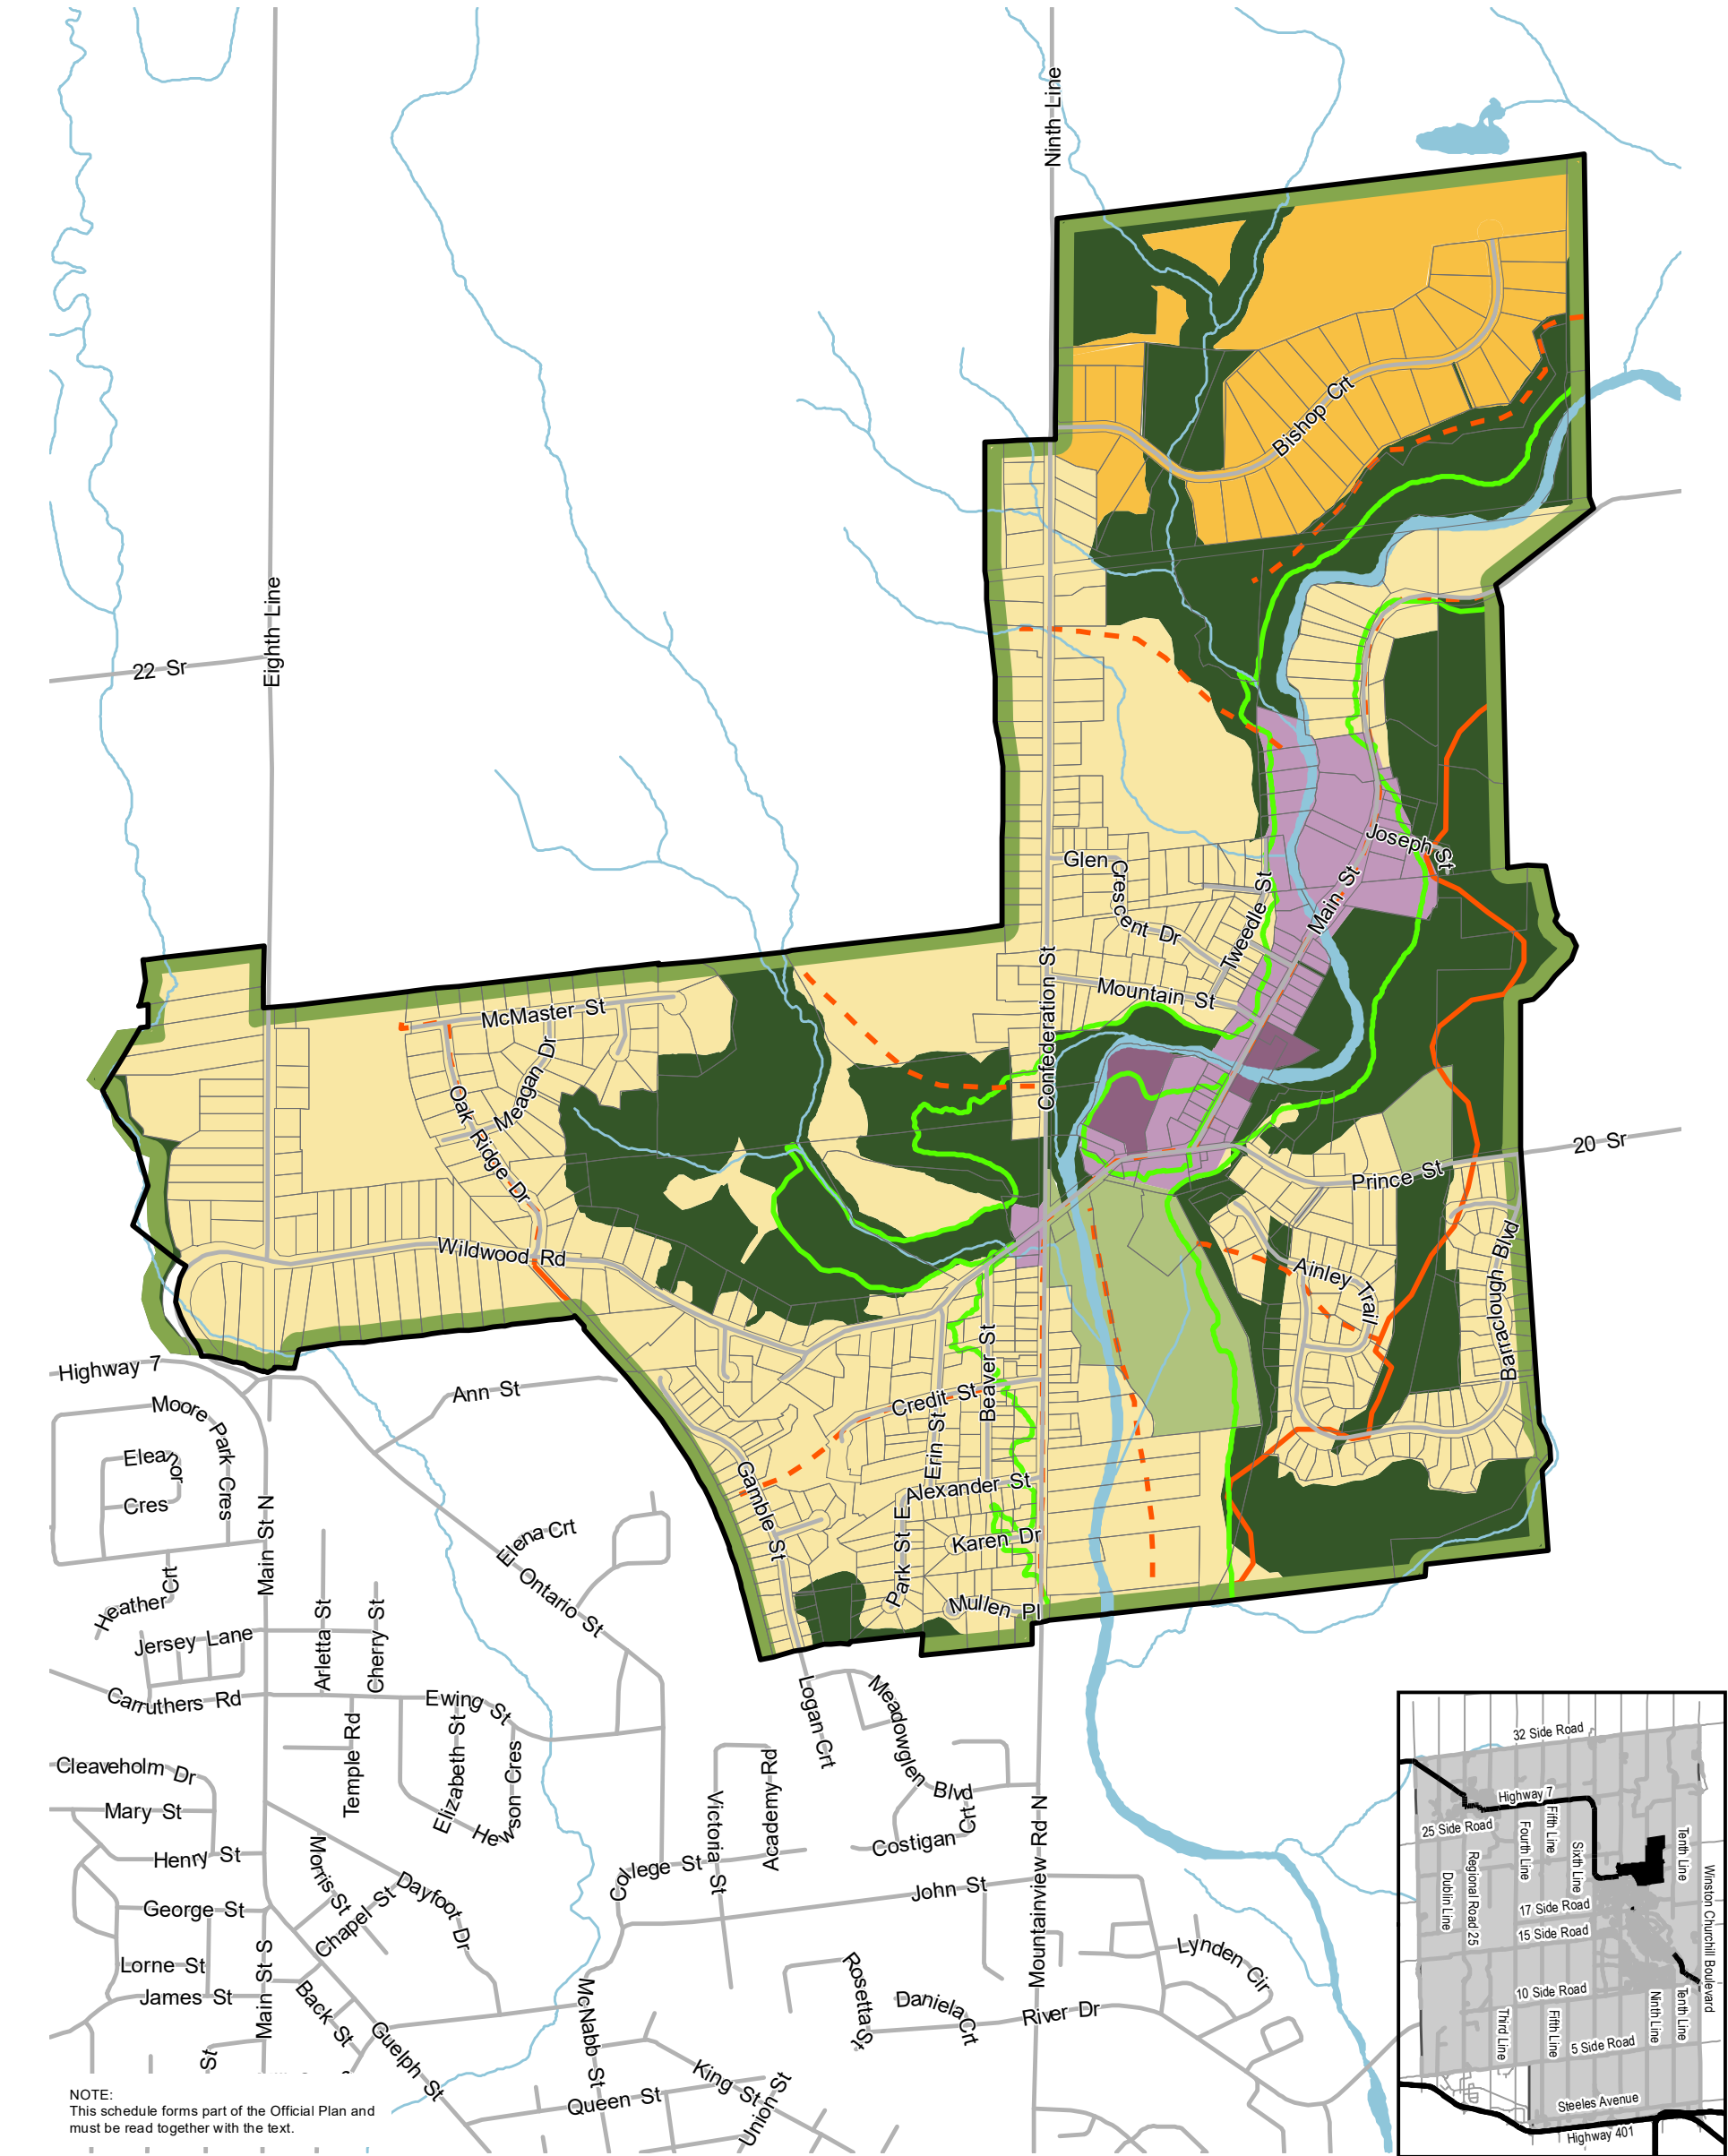 Ninth Line
Bishop Crt
Eighth Line
22 Sr
Joseph St
Glen Crescent Dr
Main St
Tweedle St
Confederation St
Mountain St
McMaster St
Meagan Dr
Oak Ridge Dr
20 Sr
Prince St
Wildwood Rd
Ainley Trail
Barraclough Blvd
Highway 7
Ann St
Beaver St
Credit St
Moore Park Cres
Eleanor Cres
Erin St
Gamble St
Alexander St
Main St N
Elena Crt
Karen Dr
Park St E
Heather Crt
Ontario St
Mullen Pl
Arletta St
Cherry St
Jersey Lane
Carruthers Rd
Ewing St
Logan Crt
Meadowglen Blvd
Temple Rd
Elizabeth St
Hewson Cres
Cleaveholm Dr
Mary St
Victoria St
Academy Rd
Costigan Crt
Mountainview Rd N
Henry St
Morris St
College St
John St
Dayfoot Dr
George St
Chapel St
Lynden Cir
Lorne St
Main St S
James St
Back St
McNabb St
Rosetta St
Daniela Crt
River Dr
Guelph St
St
King St
Queen St
Union St
NOTE:
This schedule forms part of the Official Plan and
must be read together with the text.
32 Side Road
Highway 7
25 Side Road
Fifth Line
Fourth Line
Sixth Line
Tenth Line
Regional Road 25
Dublin Line
Winston Churchill Boulevard
17 Side Road
15 Side Road
10 Side Road
Ninth Line
Tenth Line
Third Line
Fifth Line
5 Side Road
Steeles Avenue
Highway 401